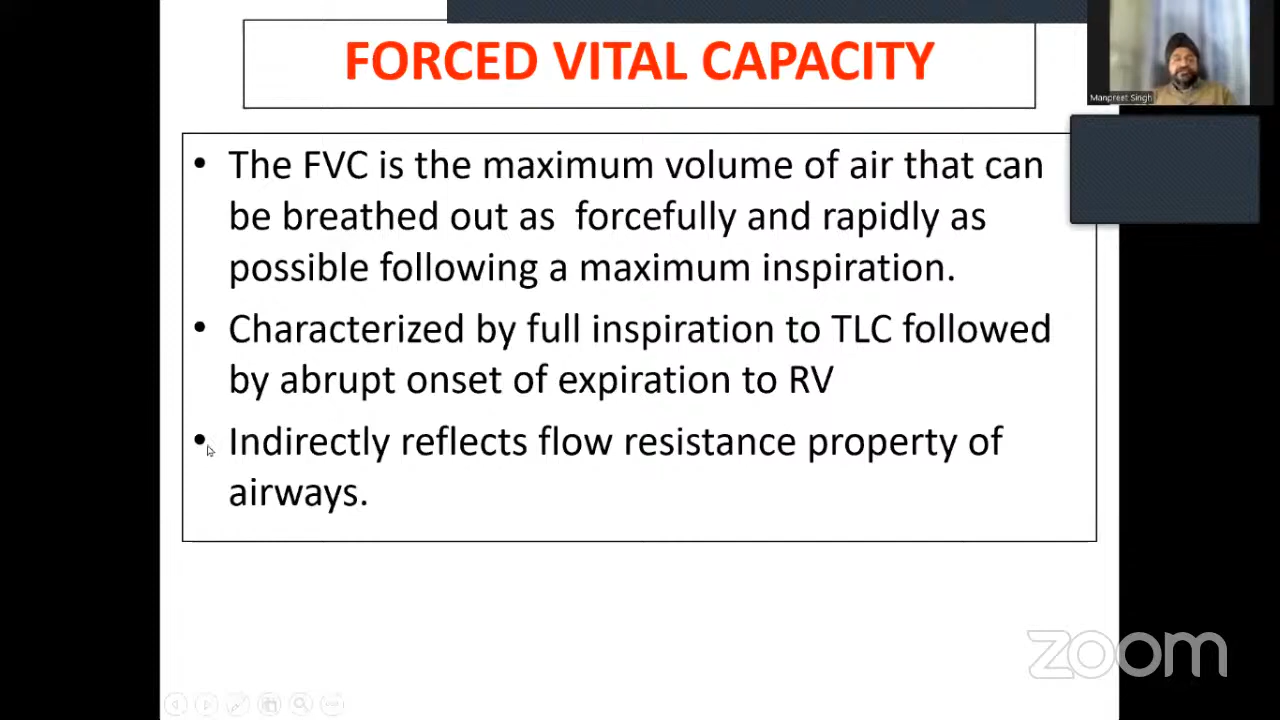 FORCED VITAL CAPACITY
Manpreet Singh
• The FVC is the maximum volume of air that can
be breathed out as  forcefully and rapidly as
possible following a maximum inspiration.
• Characterized by full inspiration to TLC followed
by abrupt onset of expiration to RV
• Indirectly reflects flow resistance property of
airways.
zoom